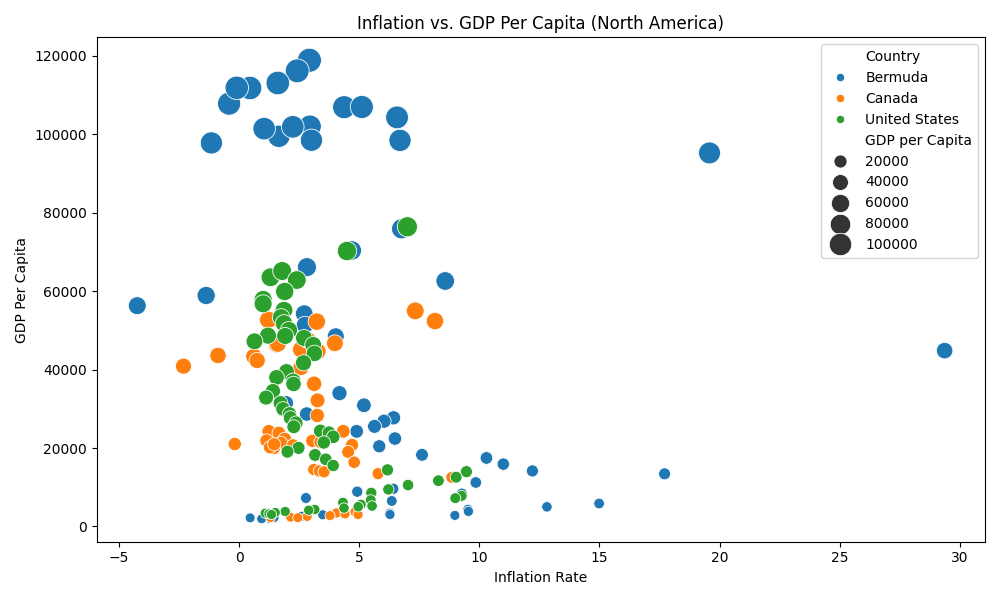 Inflation vs. GDP Per Capita (North America)
120000
100000
80000
60000
40000
20000
0
GDP Per Capita
−5
0
5
10
15
20
25
30
Inflation Rate
Country
Bermuda
Canada
United States
GDP per Capita
20000
40000
60000
80000
100000